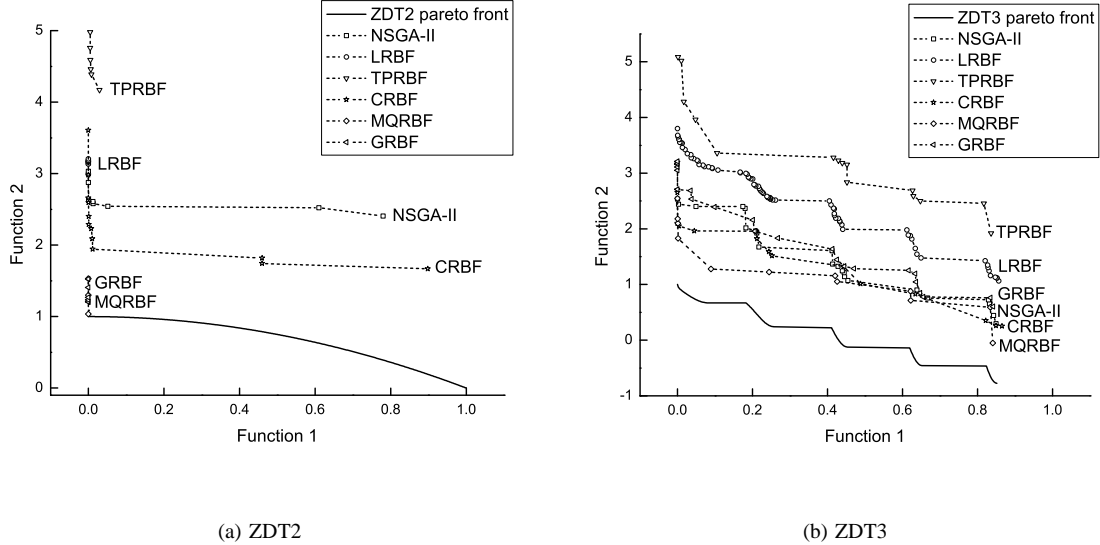 ZDT2 pareto front
NSGA-II
LRBF
TPRBF
CRBF
MQRBF
GRBF
5
4
3
2
1
0
Function 2
TPRBF
LRBF
NSGA-II
CRBF
GRBF
MQRBF
0.0 0.2 0.4 0.6 0.8 1.0
Function 1
(a) ZDT2
ZDT3 pareto front
NSGA-II
LRBF
TPRBF
CRBF
MQRBF
GRBF
5
4
3
2
1
0
-1
Function 2
TPRBF
LRBF
GRBF
NSGA-II
CRBF
MQRBF
0.0 0.2 0.4 0.6 0.8 1.0
Function 1
(b) ZDT3